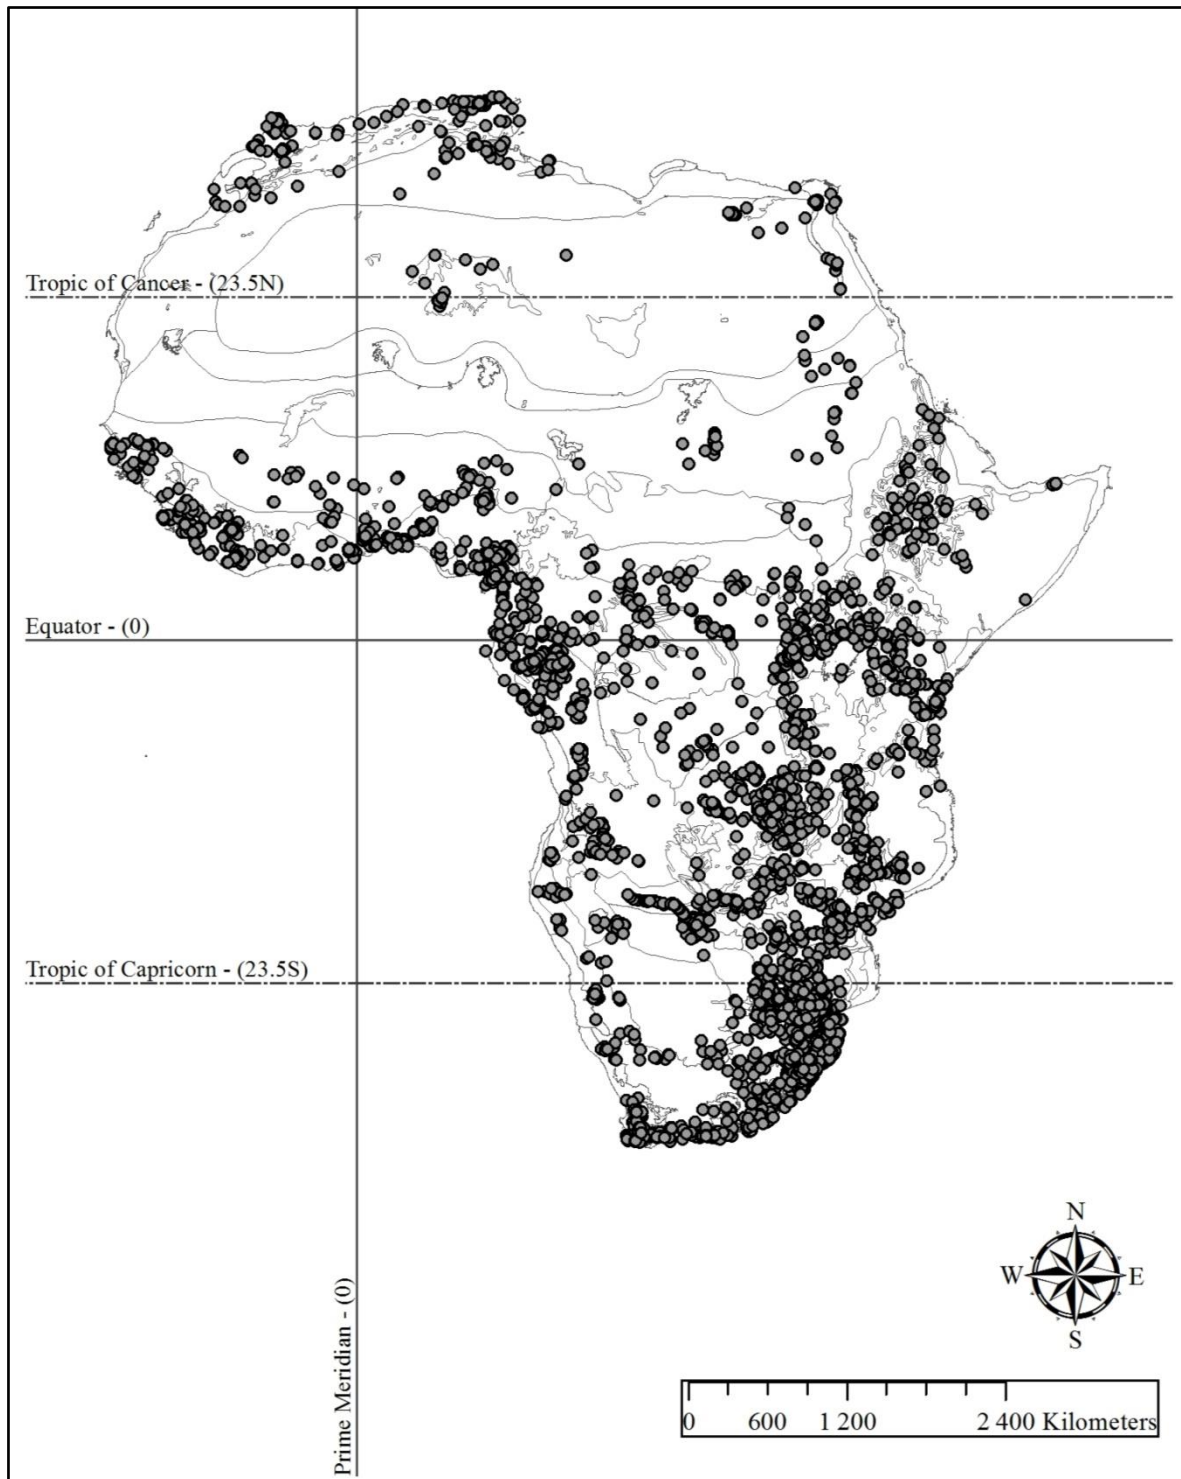 Tropic of Cancer - (23.5N)
Equator - (0)
Tropic of Capricorn - (23.5S)
Prime Meridian - (0)
N
W E
S
0 600 1 200 2 400 Kilometers